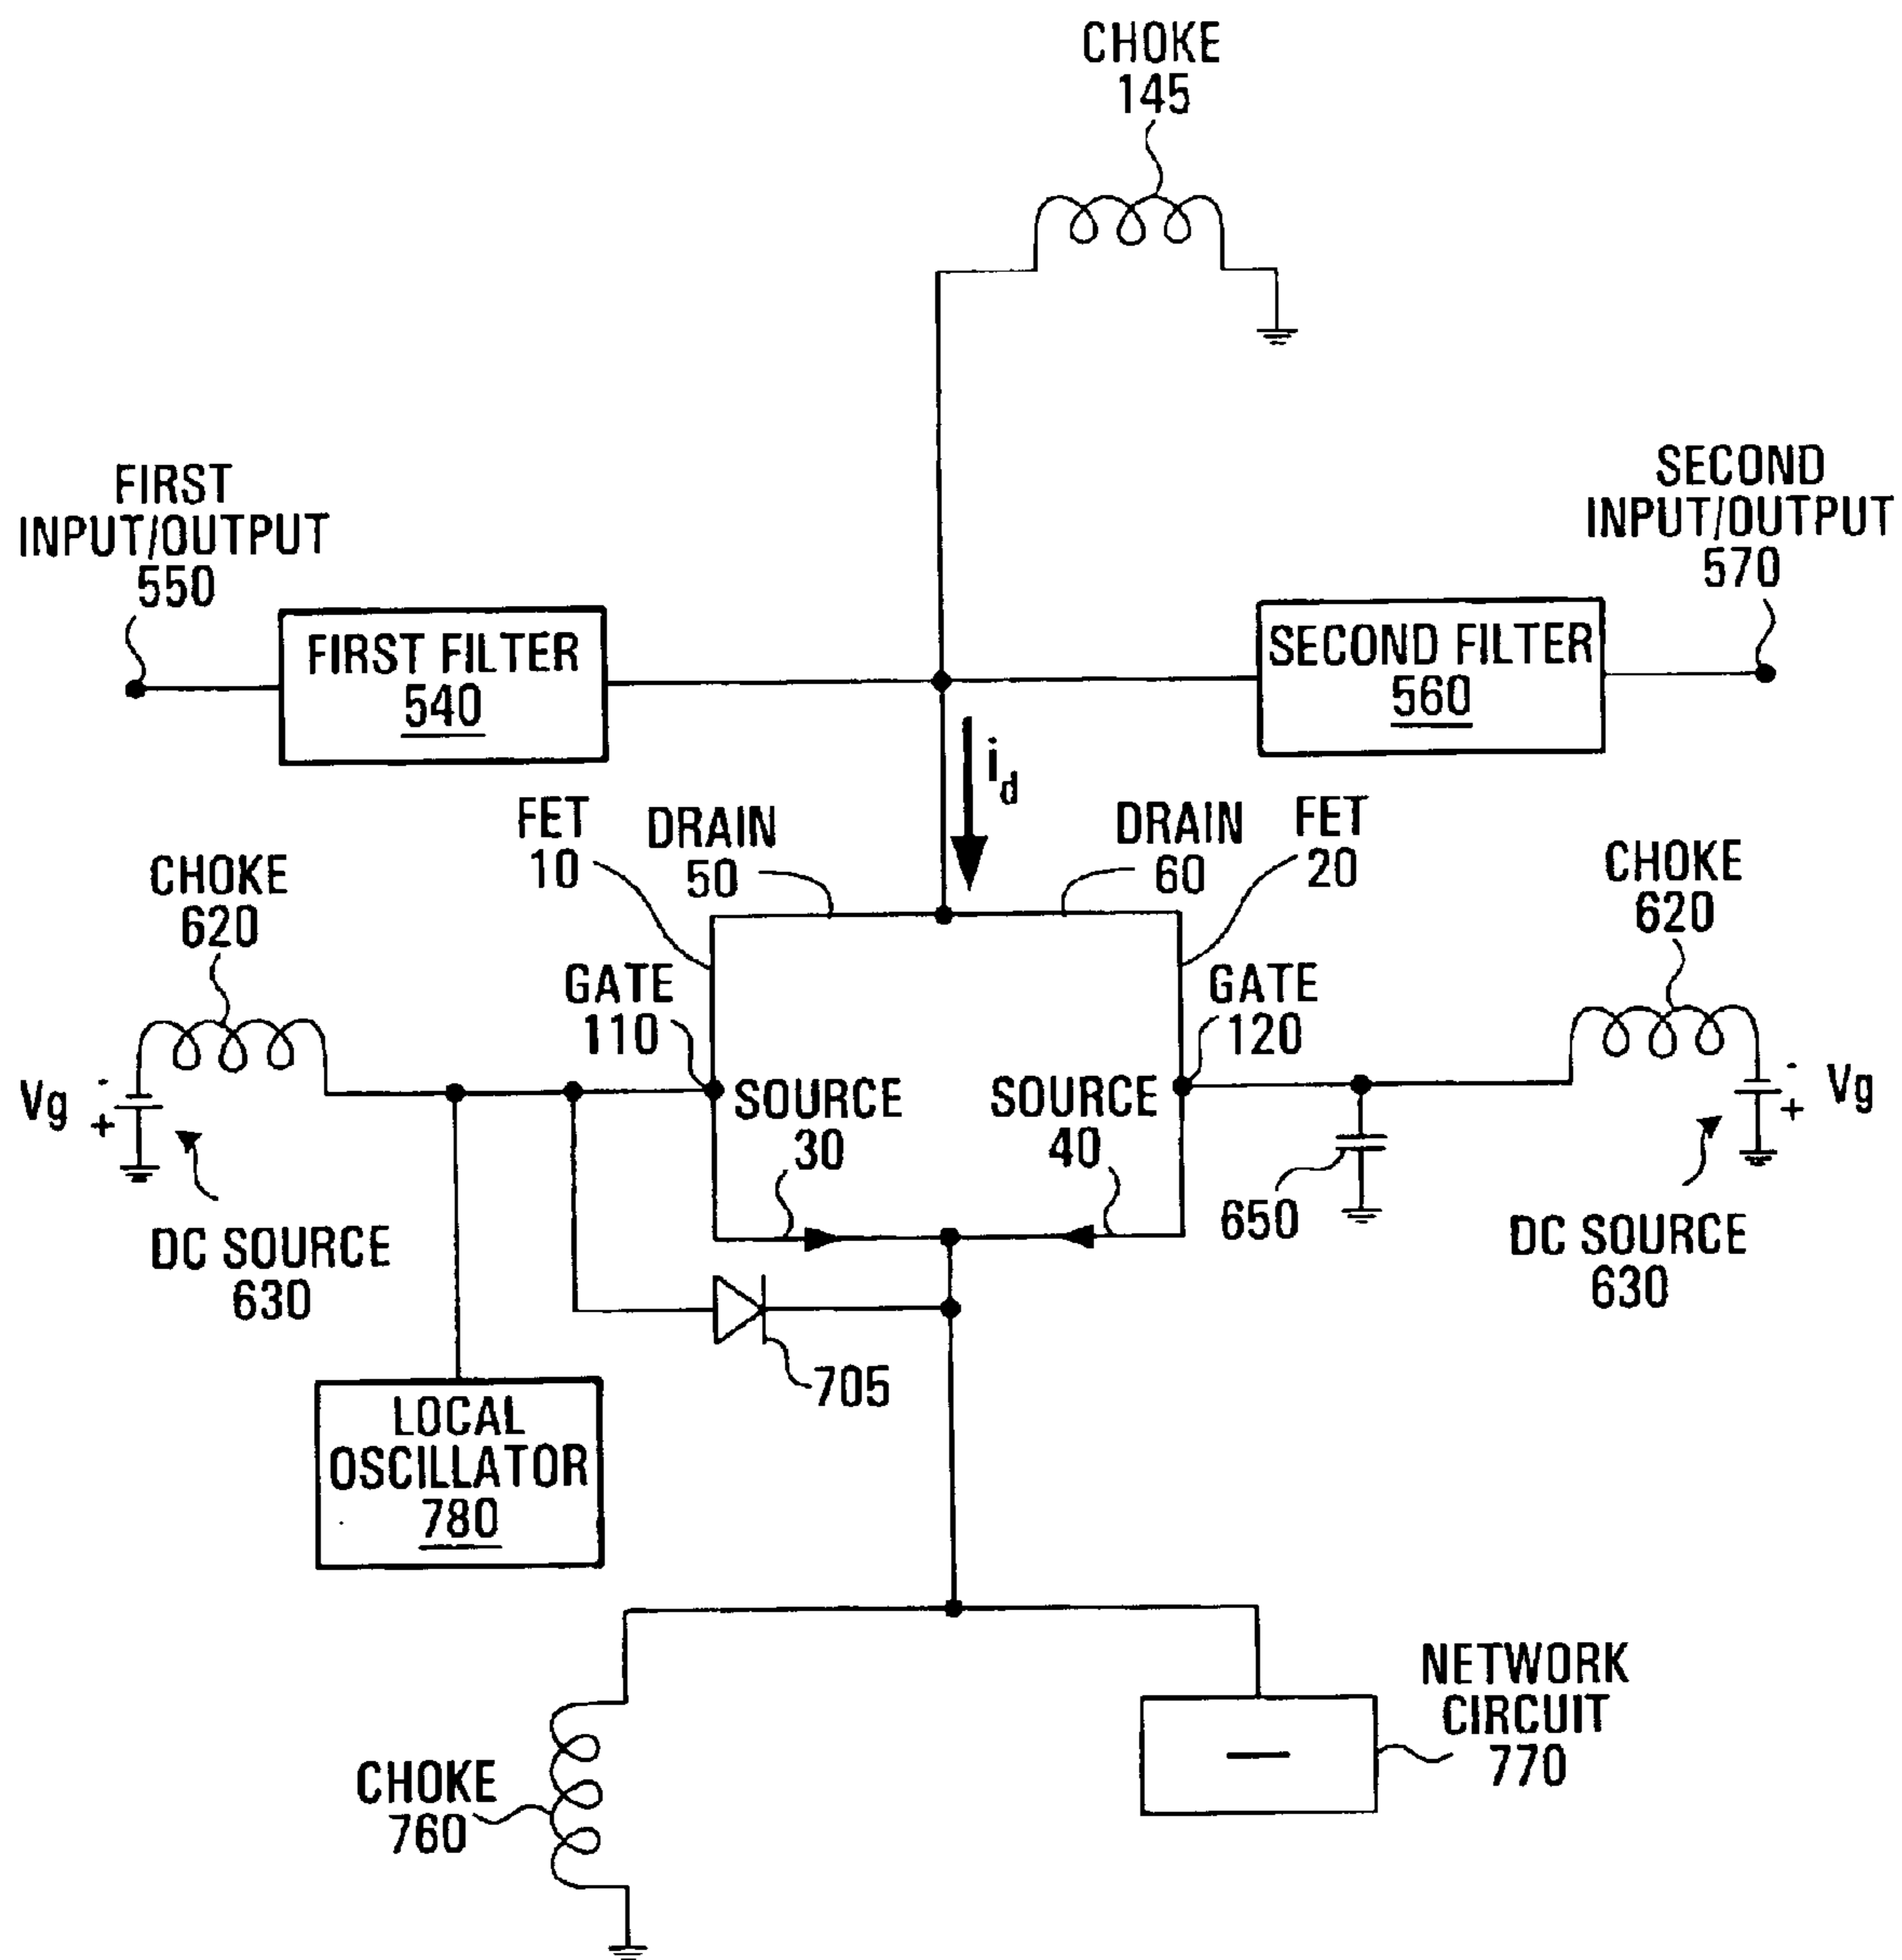 CHOKE
145
FIRST
INPUT/OUTPUT
550
SECOND
INPUT/OUTPUT
570
FIRST FILTER
540
SECOND FILTER
560
id
FET
10
DRAIN
50
DRAIN
60
FET
20
CHOKE
620
CHOKE
620
GATE
110
GATE
120
Vg
-
+
SOURCE
30
SOURCE
40
-
+
Vg
650
DC SOURCE
630
DC SOURCE
630
705
LOCAL
OSCILLATOR
780
NETWORK
CIRCUIT
770
CHOKE
760